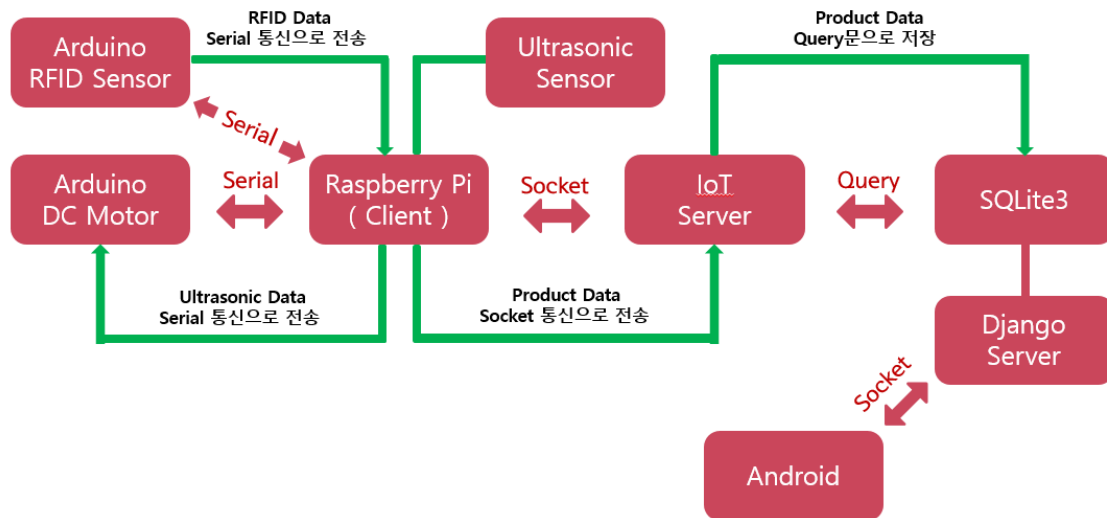 RFID Data
Serial 통신으로 전송
Product Data
Query문으로 저장
Arduino
RFID Sensor
Ultrasonic
Sensor
Serial
Arduino
DC Motor
Serial
Raspberry Pi
( Client )
Socket
IoT
Server
Query
SQLite3
Ultrasonic Data
Serial 통신으로 전송
Product Data
Socket 통신으로 전송
Django
Server
Socket
Android